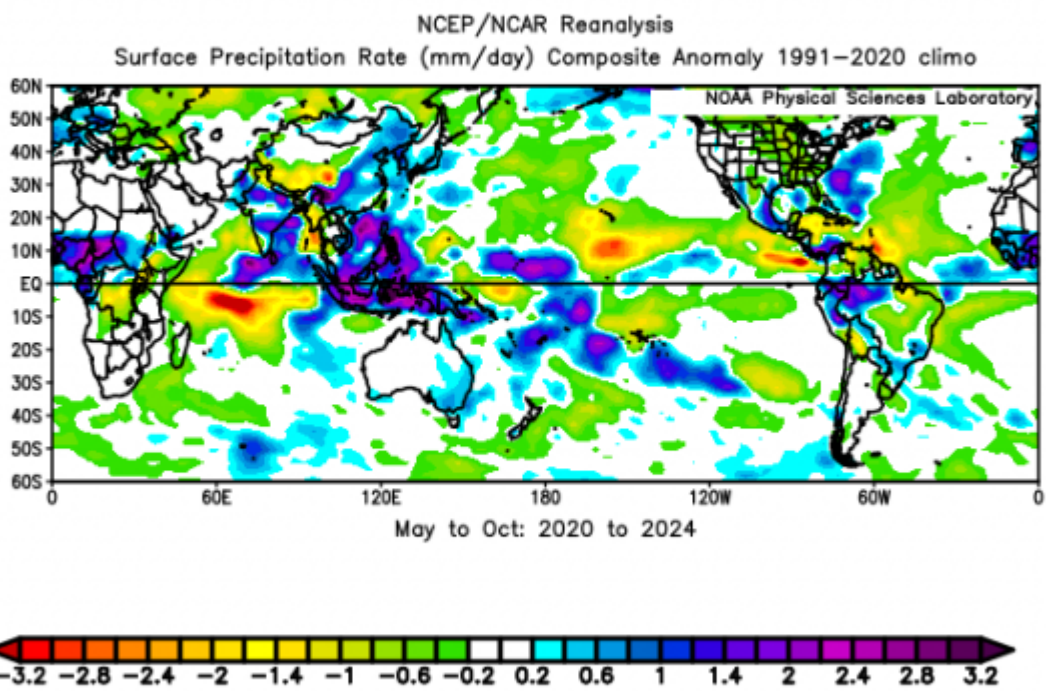 NCEP/NCAR Reanalysis
Surface Precipitation Rate (mm/day) Composite Anomaly 1991-2020 climo
60N
NOAA Physical Sciences Laboratory
50N
40N
30N
20N
10N
EQ
10S
20S
30S
40S
50S
60S
0 60E 120E 180 120W 60W 0
May to Oct: 2020 to 2024
-3.2 -2.8 -2.4 -2 -1.4 -1 -0.6 -0.2 0.2 0.6 1 1.4 2 2.4 2.8 3.2